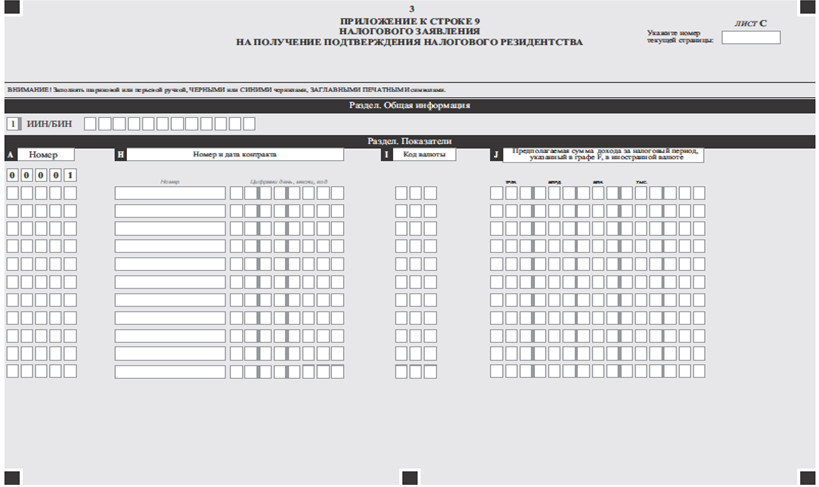 3
ПРИЛОЖЕНИЕ К СТРОКЕ 9
НАЛОГОВОГО ЗАЯВЛЕНИЯ
НА ПОЛУЧЕНИЕ ПОДТВЕРЖДЕНИЯ НАЛОГОВОГО РЕЗИДЕНТСТВА
ЛИСТ C
Укажите номер
текущей страницы:
ВНИМАНИЕ! Заполнять шариковой или перьевой ручкой, ЧЕРНЫМИ или СИНИМИ чернилами, ЗАГЛАВНЫМИ ПЕЧАТНЫМИ символами.
Раздел. Общая информация
1 ИИН/БИН
Раздел. Показатели
A Номер H Номер и дата контракта I Код валюты J Предполагаемая сумма дохода за налоговый период,
указанный в графе F, в иностранной валюте
0 0 0 0 1
Номер Цифрами день, месяц, год трлн. млрд. млн. тыс.